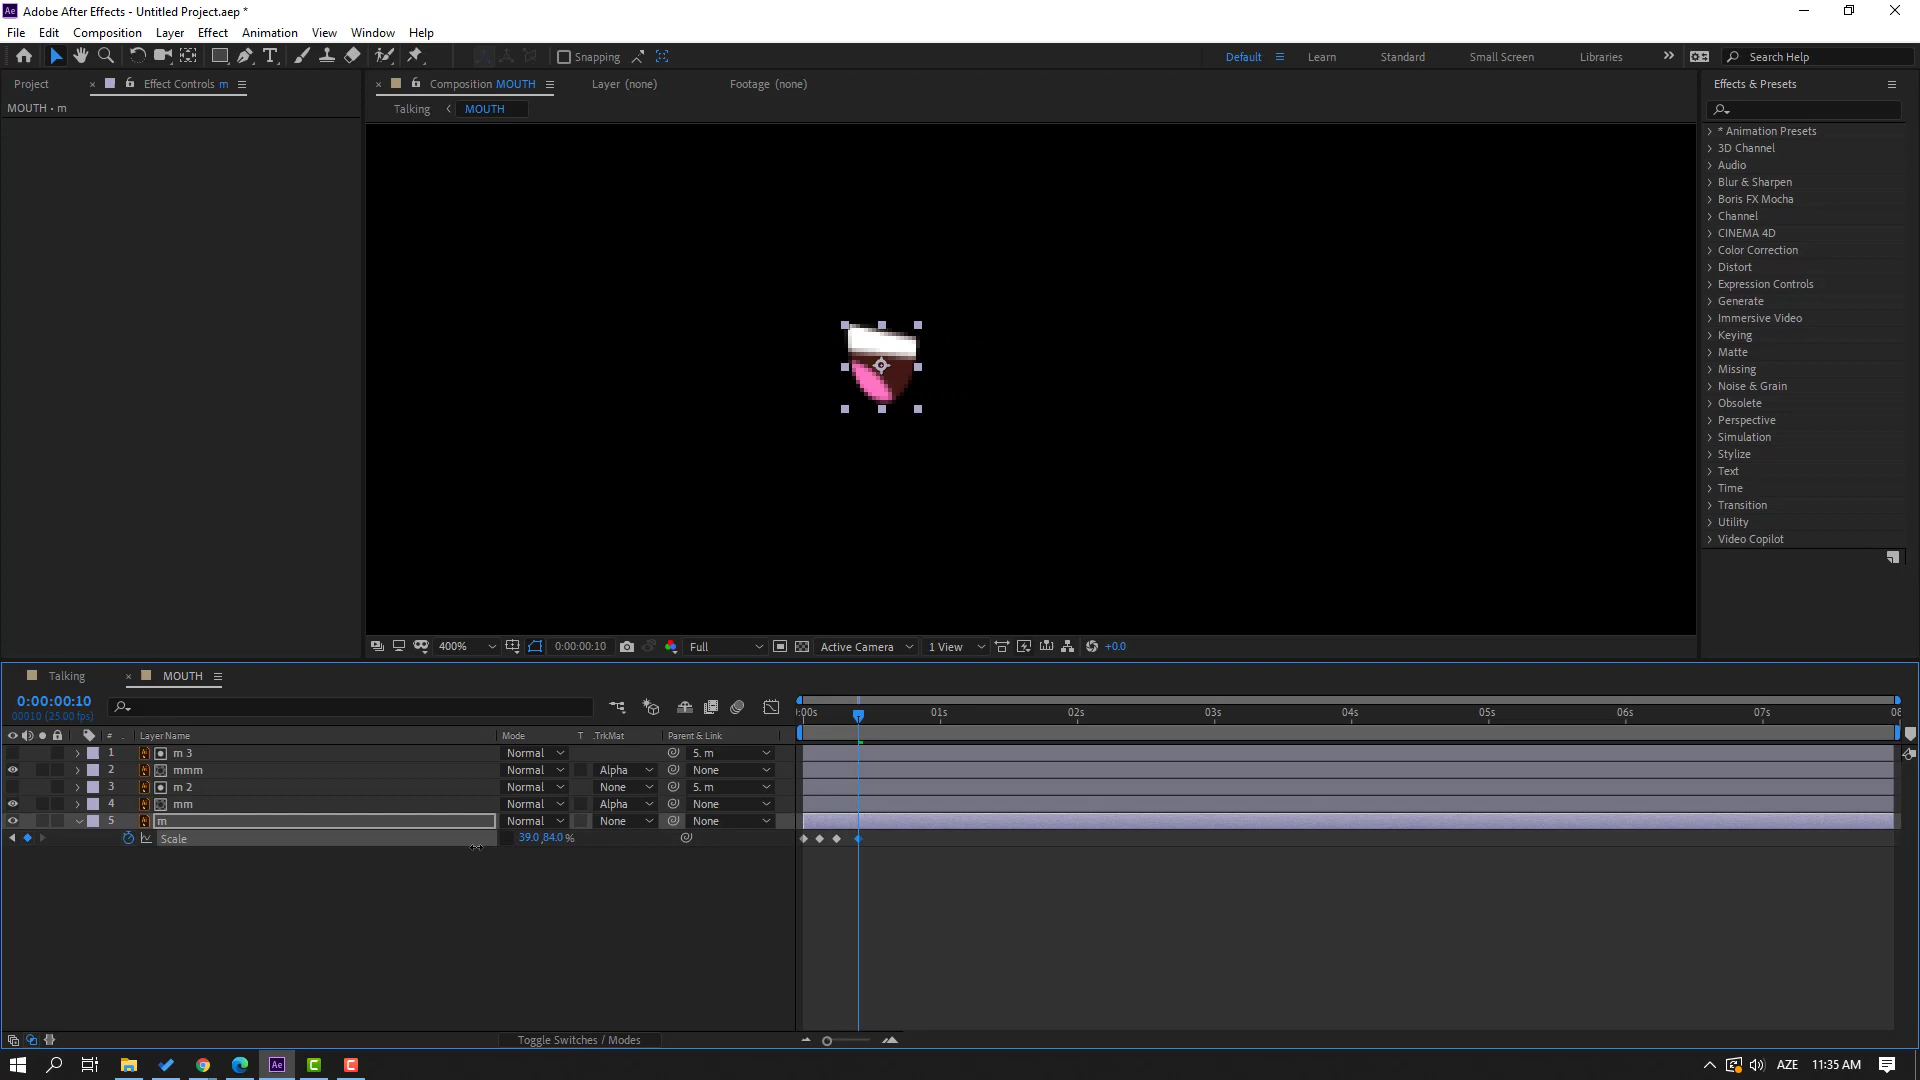 Adobe After Effects - Untitled Project.aep *
File Edit Composition Layer Effect Animation View Window Help
Snapping
Default Learn Standard Small Screen Libraries Search Help
Project Effect Controls m
Composition MOUTH Layer (none) Footage (none)
Effects & Presets
MOUTH • m
Talking MOUTH
* Animation Presets
3D Channel
Audio
Blur & Sharpen
Boris FX Mocha
Channel
CINEMA 4D
Color Correction
Distort
Expression Controls
Generate
Immersive Video
Keying
Matte
Missing
Noise & Grain
Obsolete
Perspective
Simulation
Stylize
Text
Time
Transition
Utility
Video Copilot
400% 0:00:00:10 Full Active Camera 1 View +0.0
Talking MOUTH
0:00:00:10
00010 (25.00 fps)
:00s 01s 02s 03s 04s 05s 06s 07s 08
# Layer Name Mode T .TrkMat Parent & Link
1 m 3 Normal 5. m
2 mmm Normal Alpha None
3 m 2 Normal None 5. m
4 mm Normal Alpha None
5 m Normal None None
Scale 39.0,84.0 %
Toggle Switches / Modes
AZE 11:35 AM